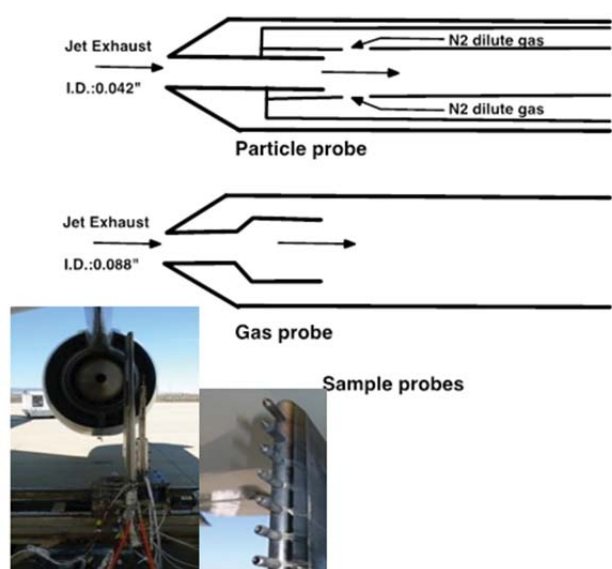 Jet Exhaust
N2 dilute gas
I.D.:0.042"
N2 dilute gas
Particle probe
Jet Exhaust
I.D.:0.088"
Gas probe
Sample probes